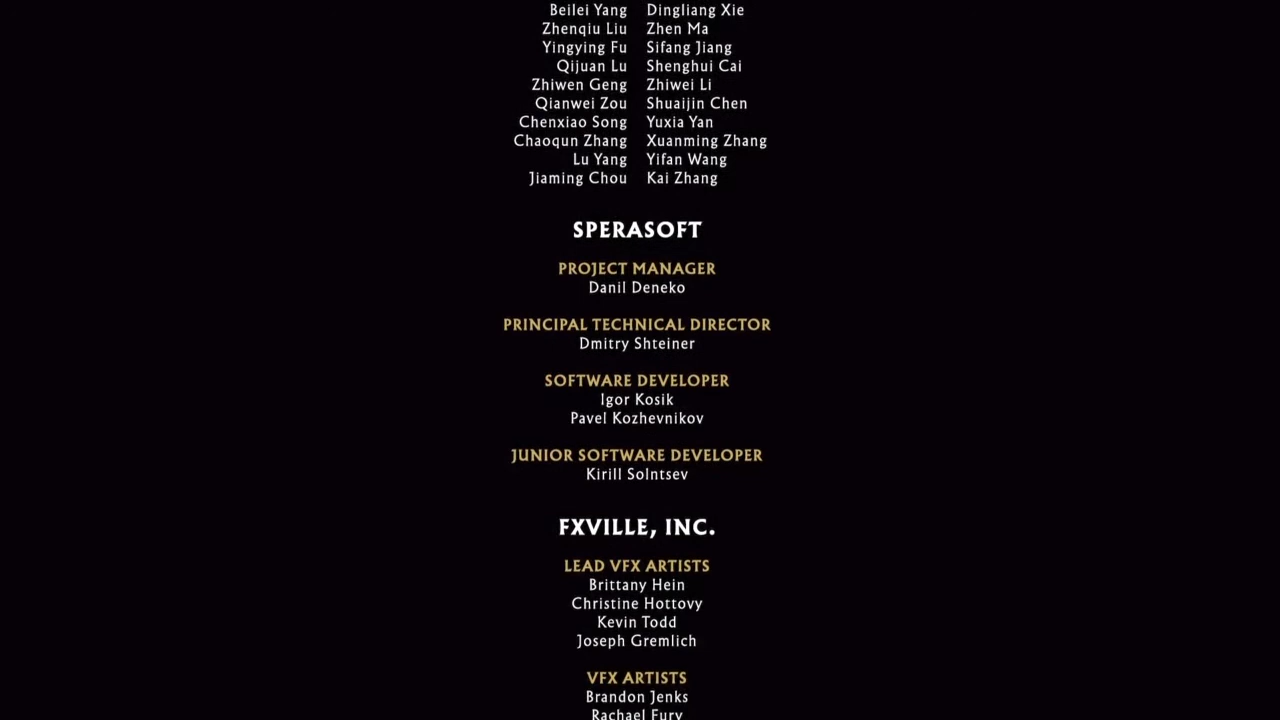 Beilei Yang Dingliang Xie
Zhenqiu Liu Zhen Ma
Yingying Fu Sifang Jiang
Qijuan Lu Shenghui Cai
Zhiwen Geng Zhiwei Li
Qianwei Zou Shuaijin Chen
Chenxiao Song Yuxia Yan
Chaoqun Zhang Xuanming Zhang
Lu Yang Yifan Wang
Jiaming Chou Kai Zhang
SPERASOFT
PROJECT MANAGER
Danil Deneko
PRINCIPAL TECHNICAL DIRECTOR
Dmitry Shteiner
SOFTWARE DEVELOPER
Igor Kosik
Pavel Kozhevnikov
JUNIOR SOFTWARE DEVELOPER
Kirill Solntsev
FXVILLE, INC.
LEAD VFX ARTISTS
Brittany Hein
Christine Hottovy
Kevin Todd
Joseph Gremlich
VFX ARTISTS
Brandon Jenks
Rachael Fury